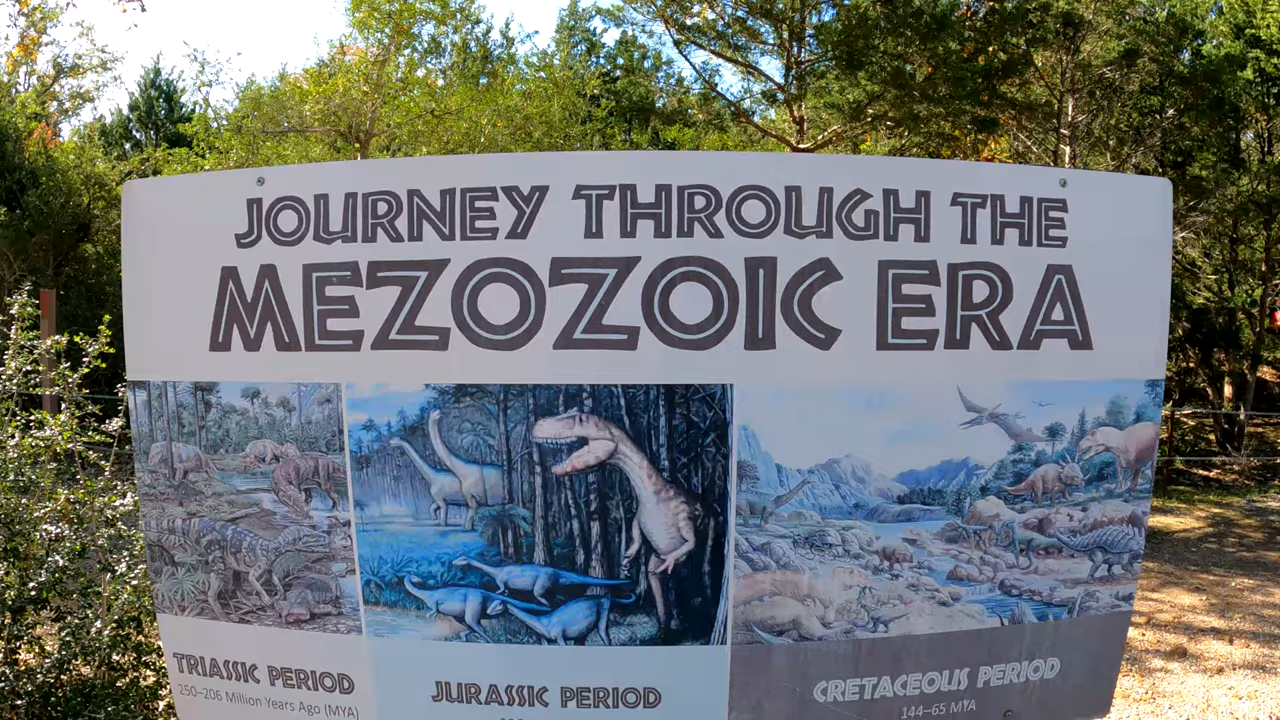 JOURNEY THROUGH THE
MEZOZOIC ERA
TRIASSIC PERIOD
250–206 Million Years Ago (MYA)
JURASSIC PERIOD
CRETACEOUS PERIOD
144–65 MYA